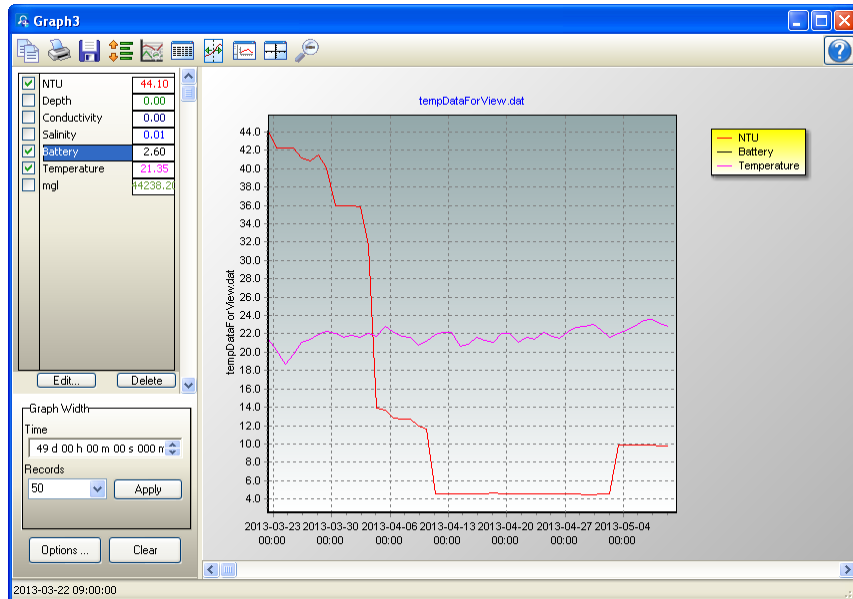 Graph3
NTU 44.10
Depth 0.00
Conductivity 0.00
Salinity 0.01
Battery 2.60
Temperature 21.35
mgl 44238.20
Edit... Delete
Graph Width
Time
49 d 00 h 00 m 00 s 000 m
Records
50 Apply
Options ... Clear
tempDataForView.dat
tempDataForView.dat
44.0
42.0
40.0
38.0
36.0
34.0
32.0
30.0
28.0
26.0
24.0
22.0
20.0
18.0
16.0
14.0
12.0
10.0
8.0
6.0
4.0
2013-03-23 2013-03-30 2013-04-06 2013-04-13 2013-04-20 2013-04-27 2013-05-04
00:00 00:00 00:00 00:00 00:00 00:00 00:00
NTU
Battery
Temperature
2013-03-22 09:00:00